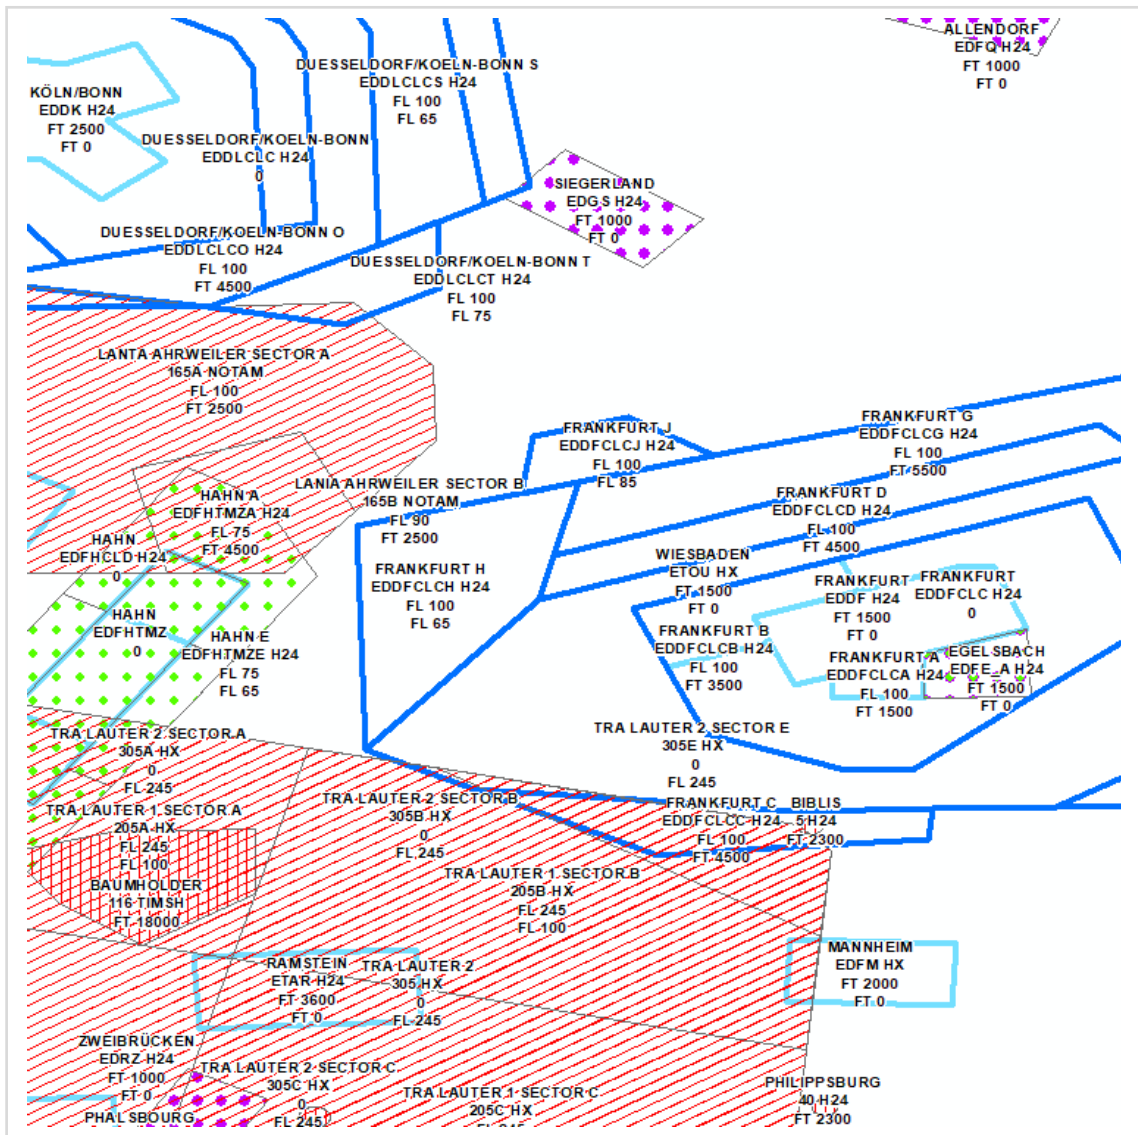 ALLENDORF
EDFQ H24
FT 1000
FT 0
KÖLN/BONN
EDDK H24
FT 2500
FT 0
DUESSELDORF/KOELN-BONN S
EDDLCLCS H24
FL 100
FL 65
DUESSELDORF/KOELN-BONN
EDDLCLC H24
0
SIEGERLAND
EDGS H24
FT 1000
FT 0
DUESSELDORF/KOELN-BONN O
EDDLCLCO H24
FL 100
FT 4500
DUESSELDORF/KOELN-BONN T
EDDLCLCT H24
FL 100
FL 75
LANTA AHRWEILER SECTOR A
165A NOTAM
FL 100
FT 2500
FRANKFURT J
EDDFCLCJ H24
FL 100
FL 85
FRANKFURT G
EDDFCLCG H24
FL 100
FT 5500
LANIA AHRWEILER SECTOR B
165B NOTAM
FL 90
FT 2500
HAHN A
EDFHTMZA H24
FL 75
FT 4500
FRANKFURT D
EDDFCLCD H24
FL 100
FT 4500
HAHN
EDFHCLD H24
0
WIESBADEN
ETOU HX
FT 1500
FT 0
FRANKFURT H
EDDFCLCH H24
FL 100
FL 65
FRANKFURT
EDDF H24
FT 1500
FT 0
FRANKFURT
EDDFCLC H24
0
HAHN
EDFHTMZ
0
HAHN E
EDFHTMZE H24
FL 75
FL 65
FRANKFURT B
EDDFCLCB H24
FL 100
FT 3500
FRANKFURT A
EDDFCLCA H24
FL 100
FT 1500
EGELSBACH
EDFE_A H24
FT 1500
FT 0
TRA LAUTER 2 SECTOR A
305A HX
0
FL 245
TRA LAUTER 2 SECTOR E
305E HX
0
FL 245
TRA LAUTER 1 SECTOR A
205A HX
FL 245
FL 100
TRA LAUTER 2 SECTOR B
305B HX
0
FL 245
FRANKFURT C
EDDFCLCC H24
FL 100
FT 4500
BIBLIS
5 H24
FT 2300
BAUMHOLDER
116 TIMSH
FT 18000
TRA LAUTER 1 SECTOR B
205B HX
FL 245
FL 100
MANNHEIM
EDFM HX
FT 2000
FT 0
RAMSTEIN
ETAR H24
FT 3600
FT 0
TRA LAUTER 2
305 HX
0
FL 245
ZWEIBRÜCKEN
EDRZ H24
FT 1000
FT 0
TRA LAUTER 2 SECTOR C
305C HX
0
FL 245
TRA LAUTER 1 SECTOR C
205C HX
FL 245
PHILIPPSBURG
40 H24
FT 2300
PHALSBOURG